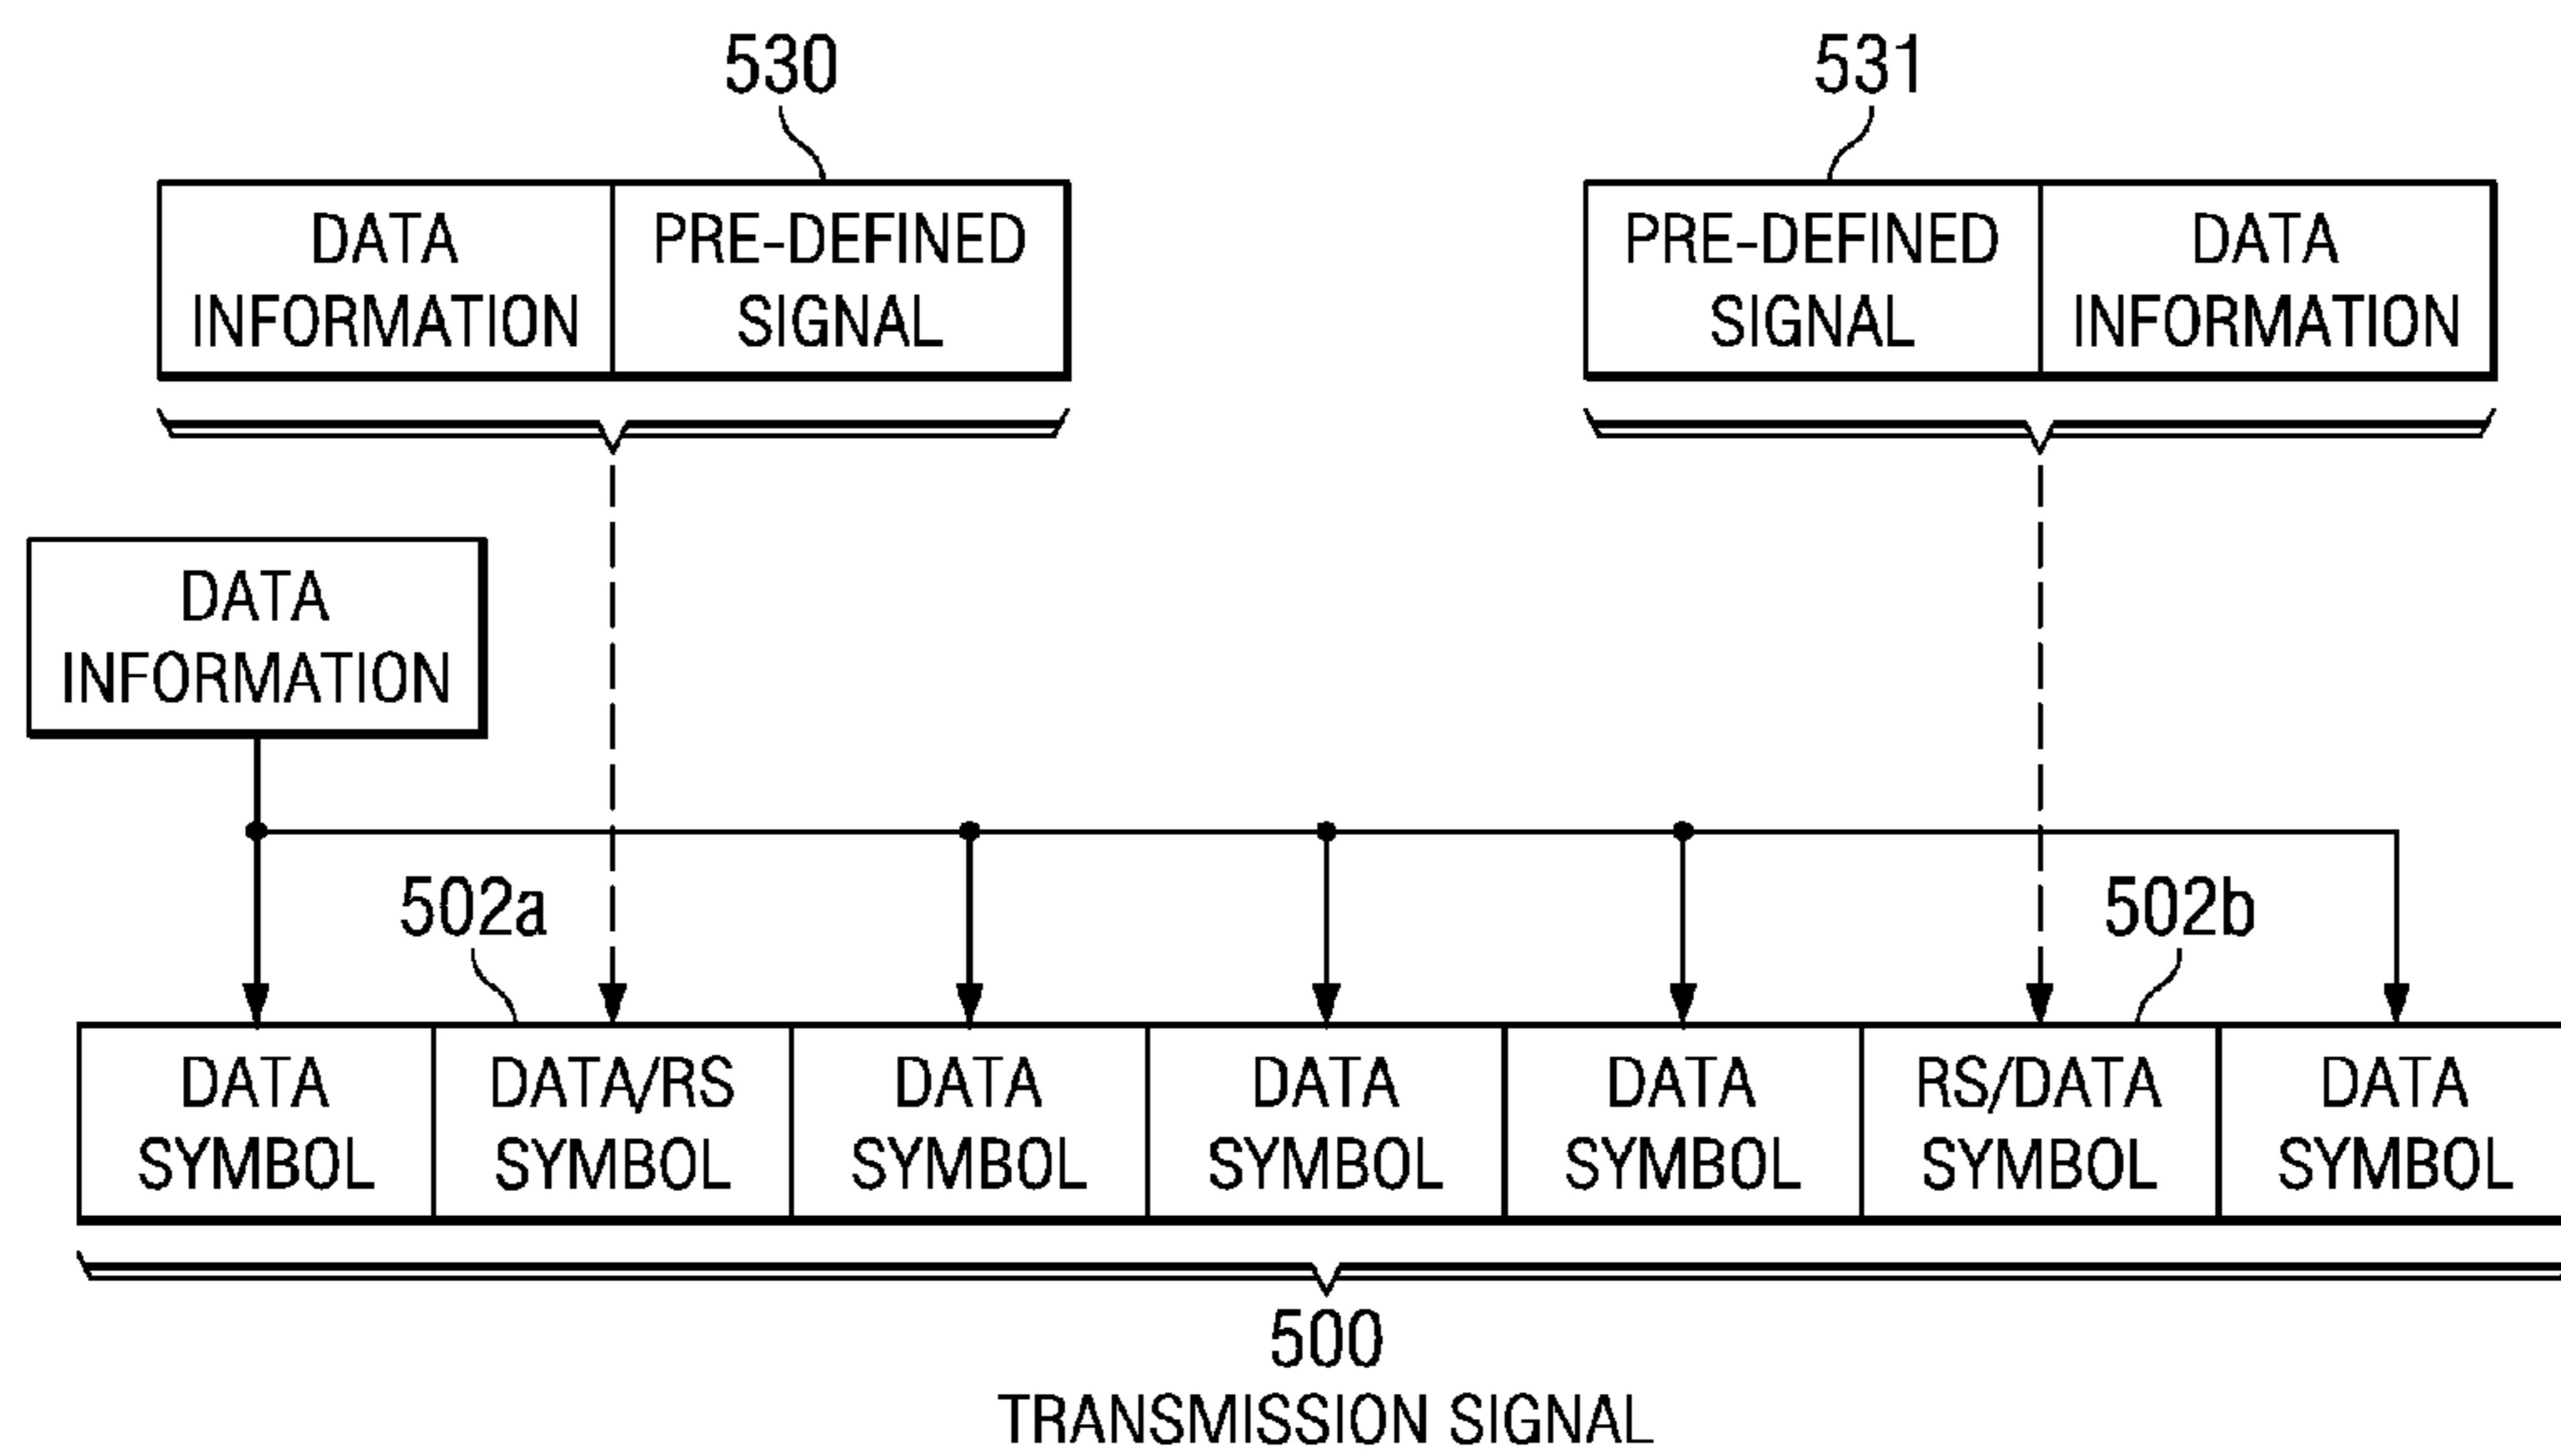 530
531
DATA PRE-DEFINED
INFORMATION SIGNAL
PRE-DEFINED DATA
SIGNAL INFORMATION
DATA
INFORMATION
502a
502b
DATA DATA/RS DATA DATA DATA RS/DATA DATA
SYMBOL SYMBOL SYMBOL SYMBOL SYMBOL SYMBOL SYMBOL
500
TRANSMISSION SIGNAL